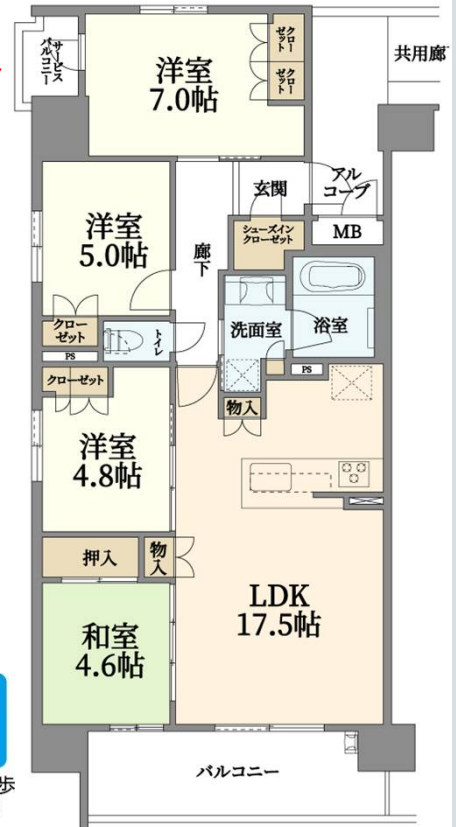 サービス
バルコニー
洋室
7.0帖
クロー
ゼット
クロー
ゼット
共用廊
洋室
5.0帖
廊下
玄関
アル
コーブ
シューズイン
クローゼット
MB
クロー
ゼット
PS
トイレ
洗面室
浴室
PS
クローゼット
物入
洋室
4.8帖
押入
物入
LDK
17.5帖
和室
4.6帖
バルコニー
歩